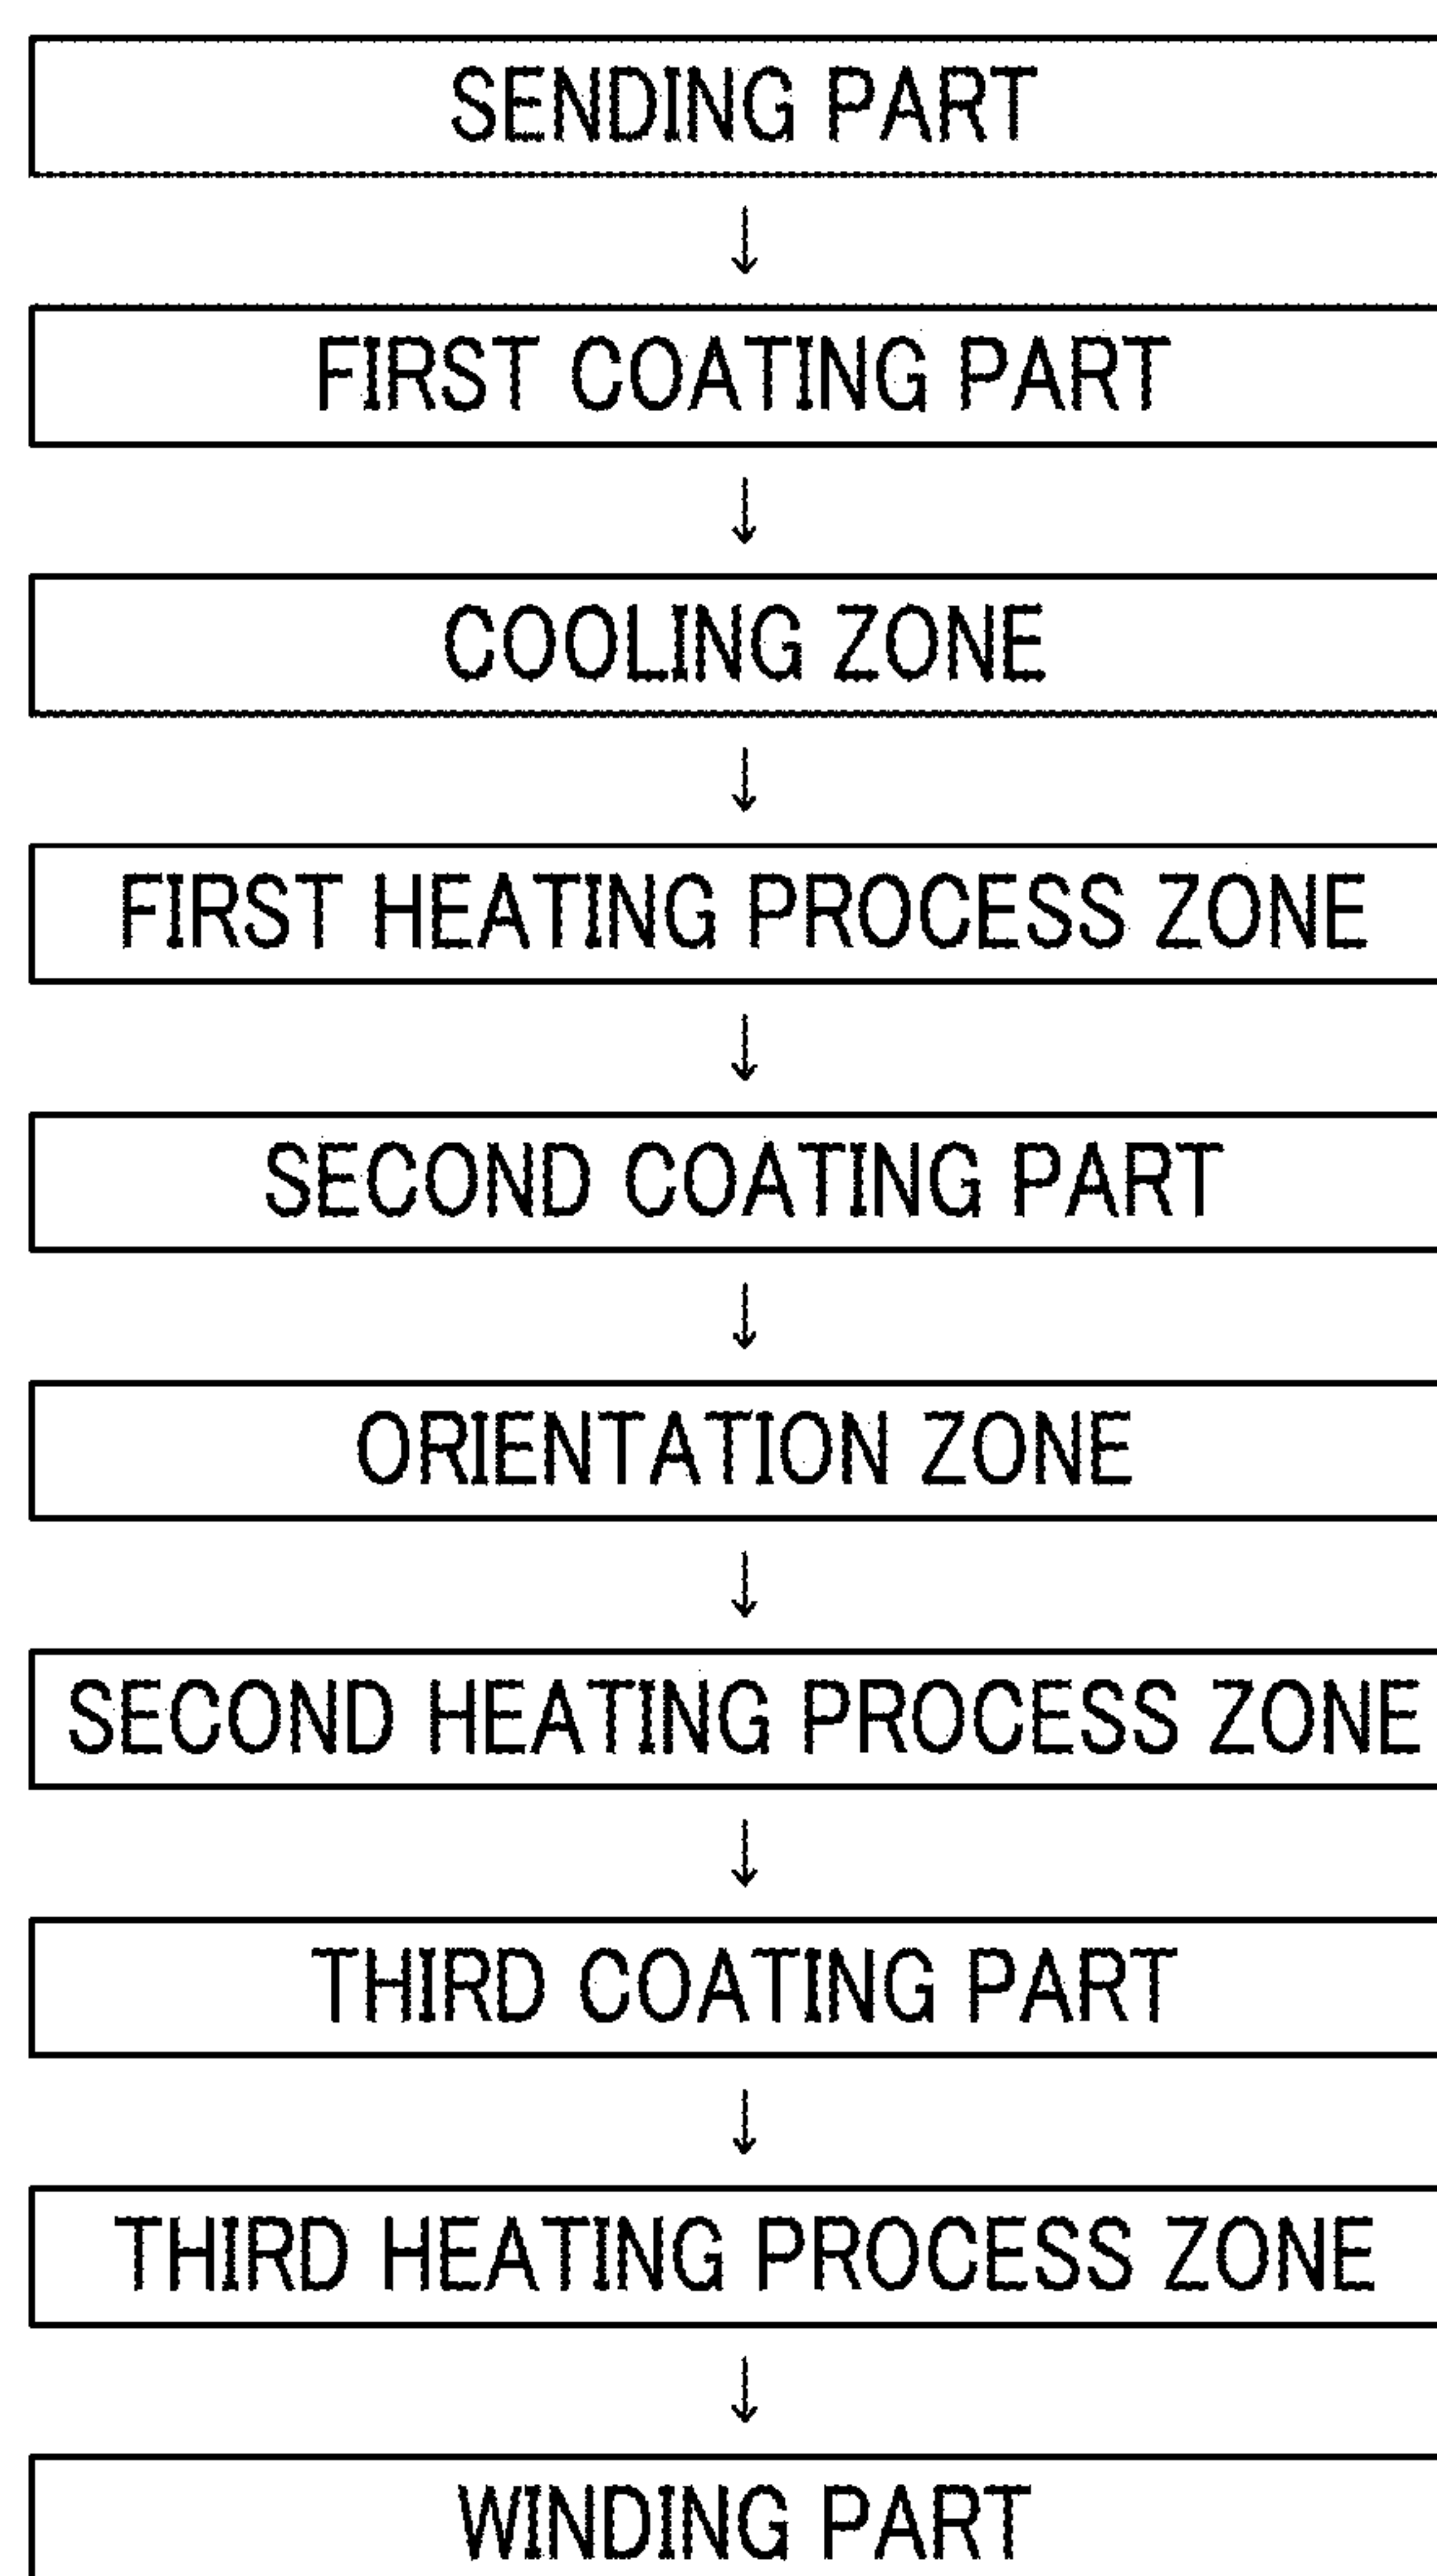 SENDING PART
FIRST COATING PART
COOLING ZONE
FIRST HEATING PROCESS ZONE
SECOND COATING PART
ORIENTATION ZONE
SECOND HEATING PROCESS ZONE
THIRD COATING PART
THIRD HEATING PROCESS ZONE
WINDING PART